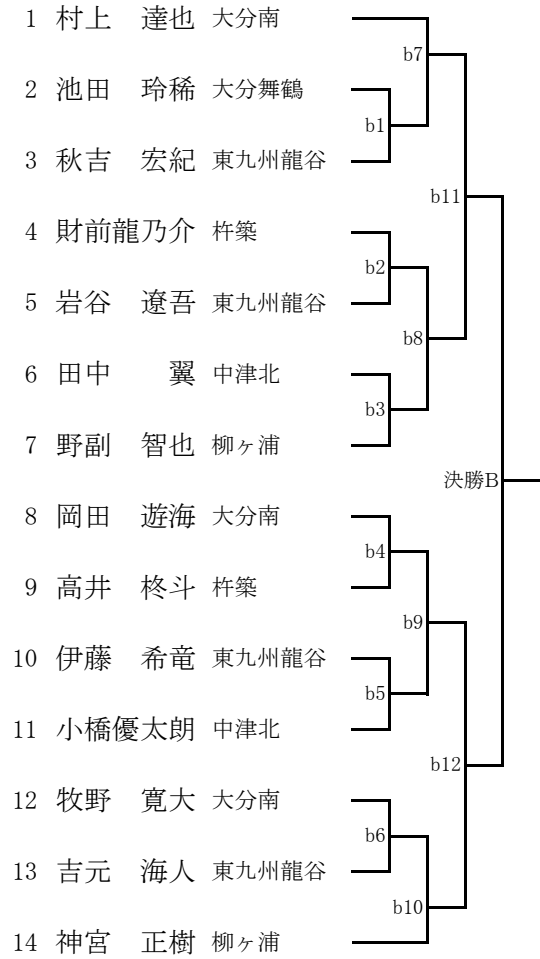 1 村上 達也 大分南
b7
2 池田 玲稀 大分舞鶴
b1
3 秋吉 宏紀 東九州龍谷
b11
4 財前龍乃介 杵築
b2
5 岩谷 遼吾 東九州龍谷
b8
6 田中 翼 中津北
b3
7 野副 智也 柳ヶ浦
決勝B
8 岡田 遊海 大分南
b4
9 高井 柊斗 杵築
b9
10 伊藤 希竜 東九州龍谷
b5
11 小橋優太朗 中津北
b12
12 牧野 寛大 大分南
b6
13 吉元 海人 東九州龍谷
b10
14 神宮 正樹 柳ヶ浦